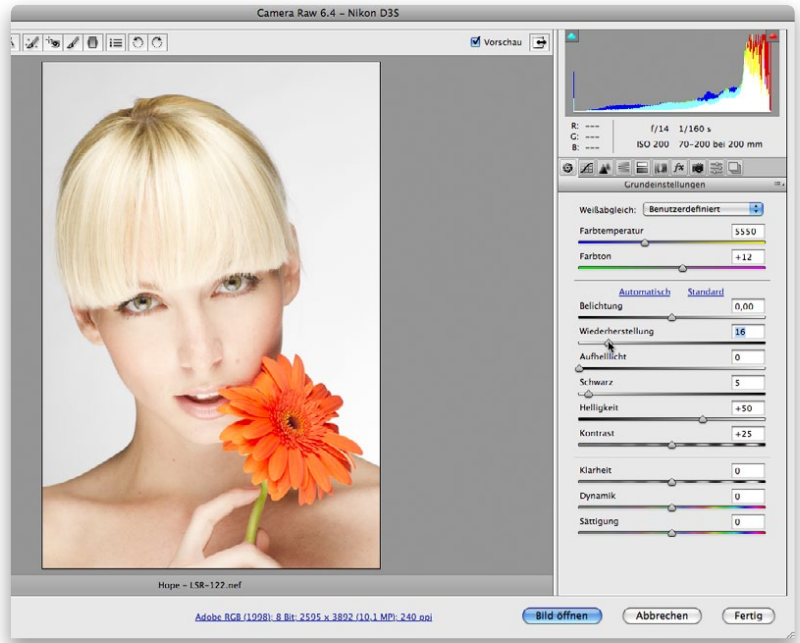 Camera Raw 6.4 – Nikon D3S
Vorschau
R: ---
G: ---
B: ---
f/14 1/160 s
ISO 200 70-200 bei 200 mm
Grundeinstellungen
Weißabgleich: Benutzerdefiniert
Farbtemperatur 5550
Farbton +12
Automatisch Standard
Belichtung 0,00
Wiederherstellung 16
Aufhelllicht 0
Schwarz 5
Helligkeit +50
Kontrast +25
Klarheit 0
Dynamik 0
Sättigung 0
Hope – LSR-122.nef
Adobe RGB (1998); 8 Bit; 2595 x 3892 (10,1 MP); 240 ppi
Bild öffnen Abbrechen Fertig